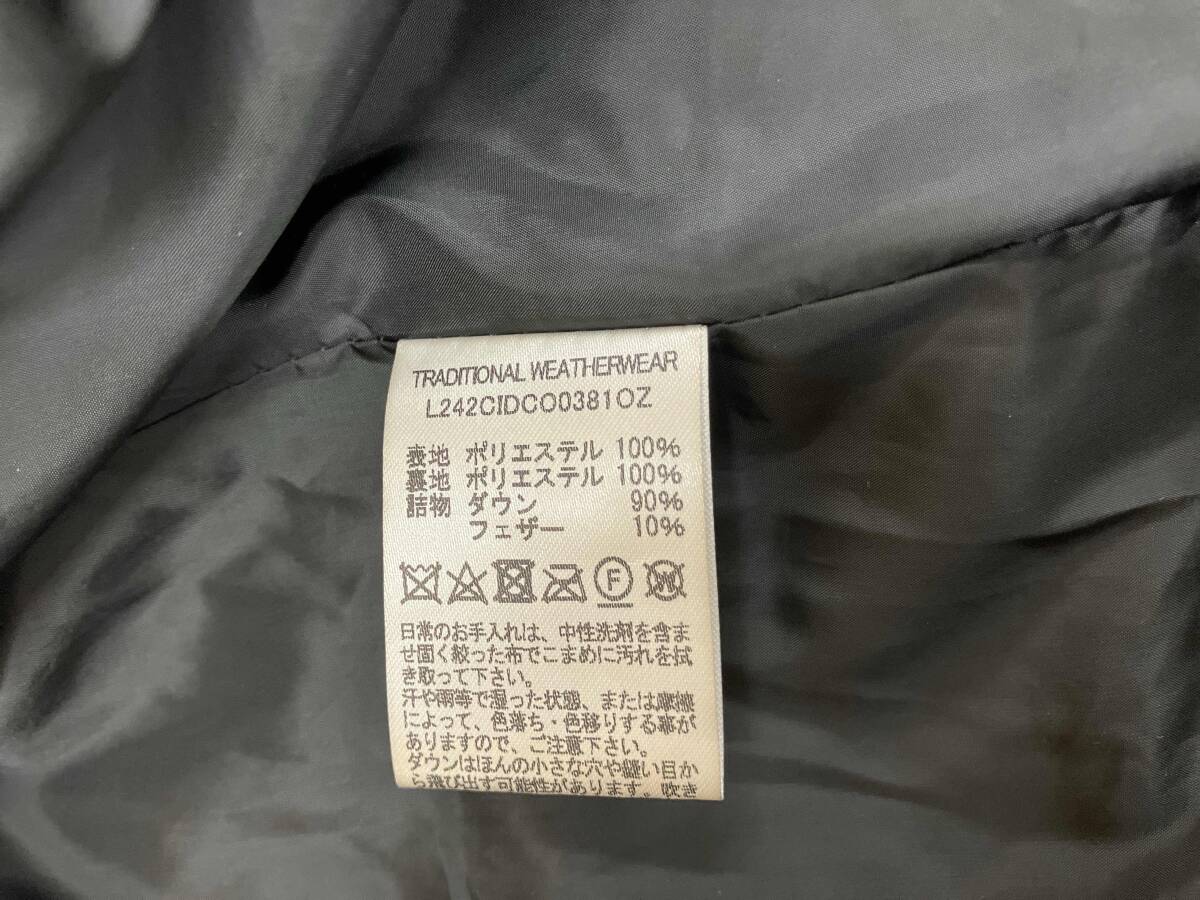 TRADITIONAL WEATHERWEAR
L242CIDCO0381OZ
表地 ポリエステル 100%
裏地 ポリエステル 100%
詰物 ダウン 90%
フェザー 10%
F W
日常のお手入れは、中性洗剤を含ま
せ固く絞った布でこまめに汚れを拭
き取って下さい。
汗や雨等で湿った状態、または摩擦
によって、色落ち・色移りする事が
ありますので、ご注意下さい。
ダウンはほんの小さな穴や縫い目か
ら飛び出す可能性があります。吹き